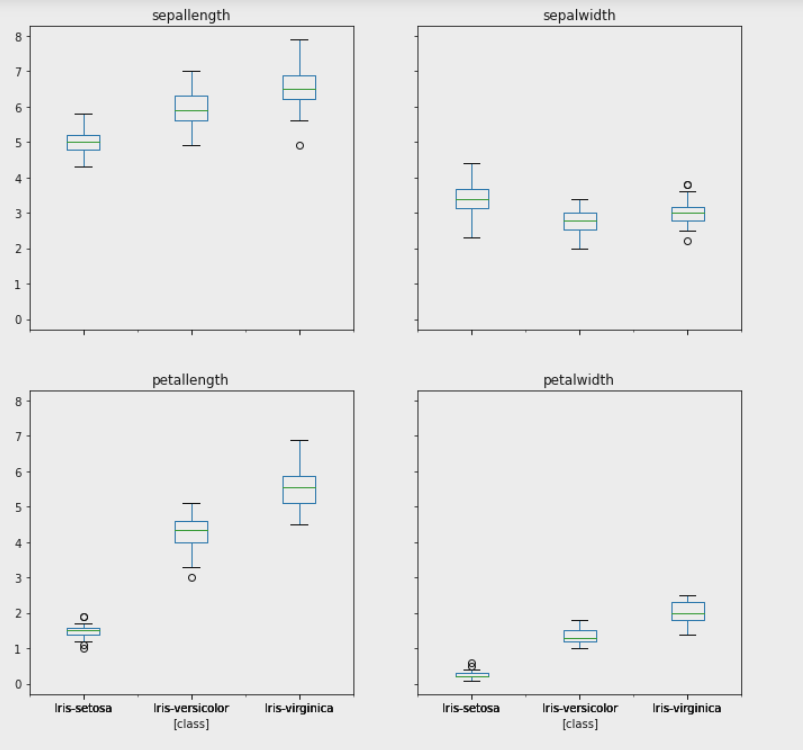 sepallength
sepalwidth
8
7
6
5
4
3
2
1
0
petallength
petalwidth
8
7
6
5
4
3
2
1
0
Iris-setosa Iris-versicolor Iris-virginica
[class]
Iris-setosa Iris-versicolor Iris-virginica
[class]